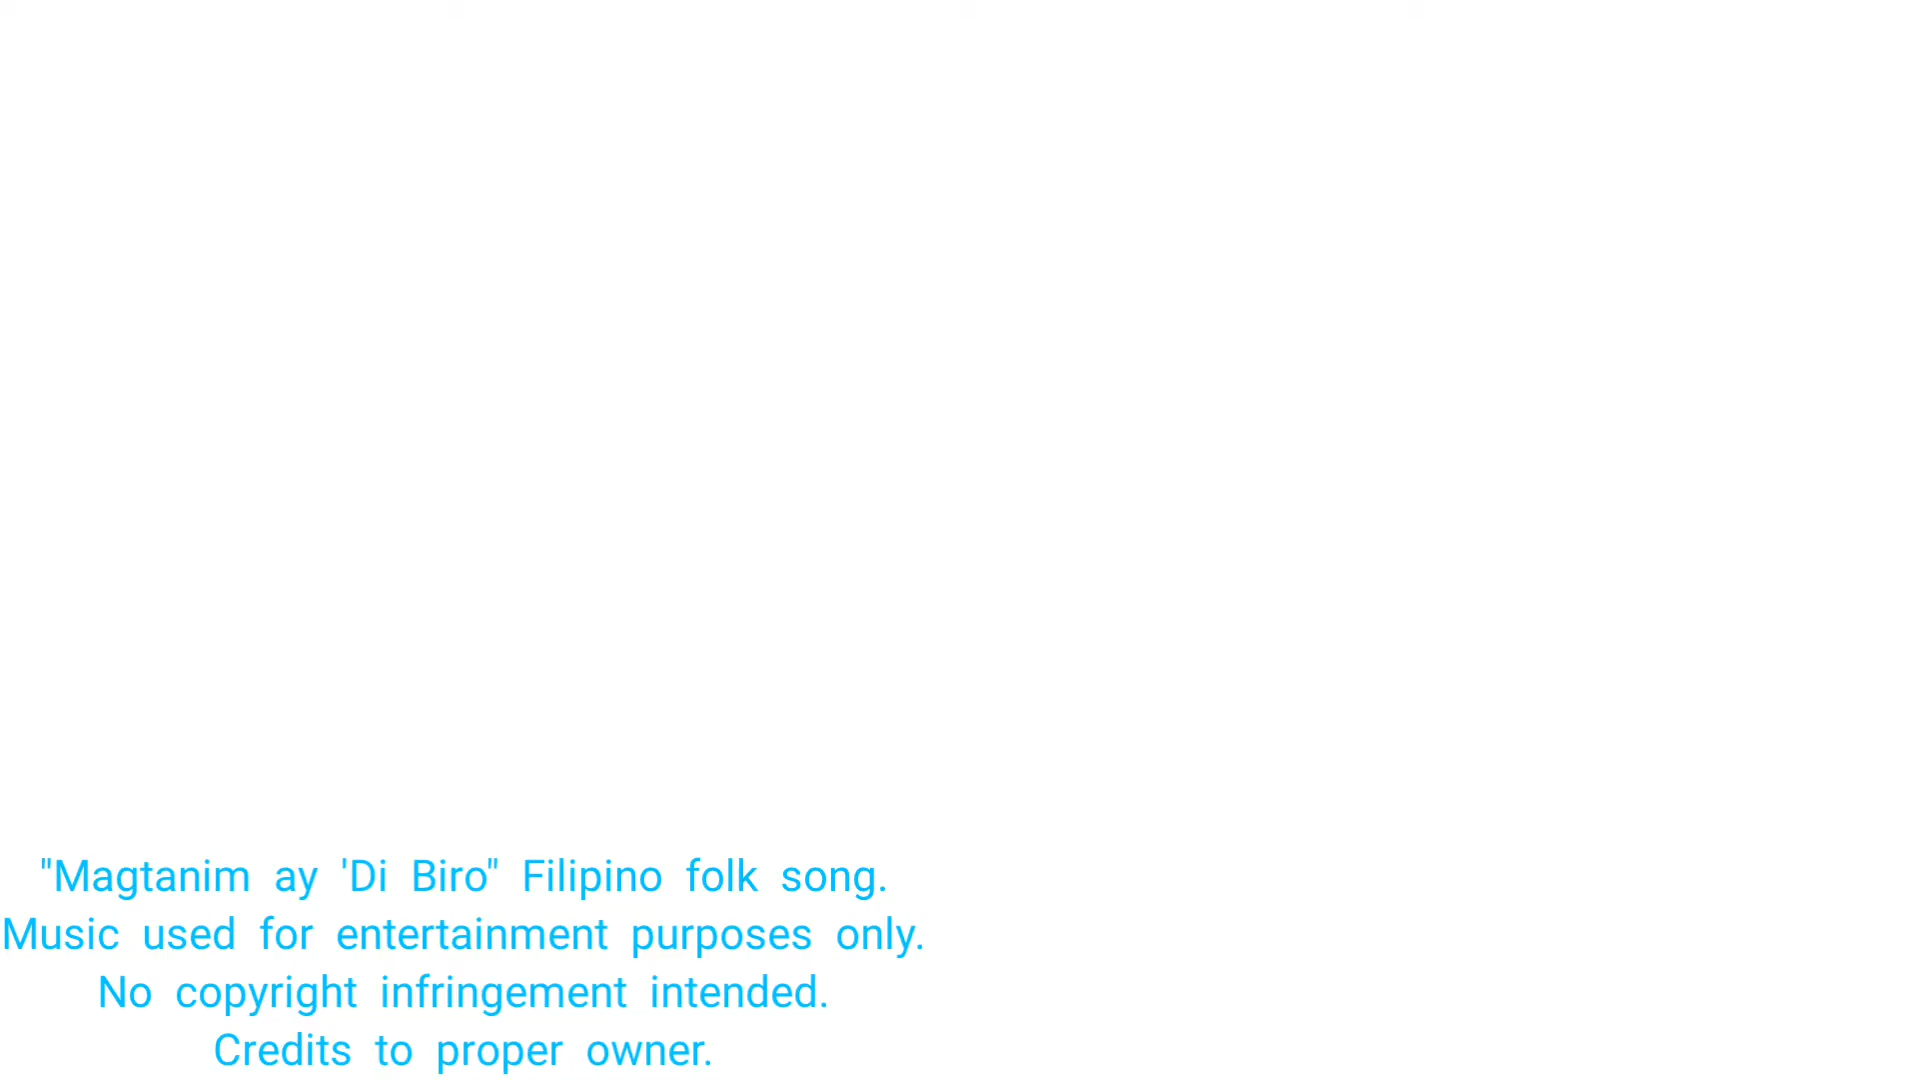 "Magtanim ay 'Di Biro" Filipino folk song.
Music used for entertainment purposes only.
No copyright infringement intended.
Credits to proper owner.